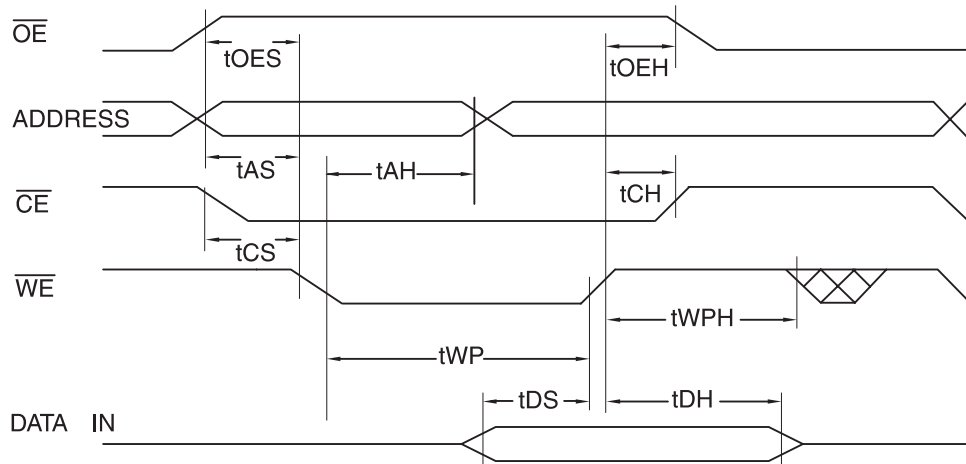 OE
tOES
tOEH
ADDRESS
tAS
tAH
tCH
CE
tCS
WE
tWPH
tWP
tDS
tDH
DATA IN